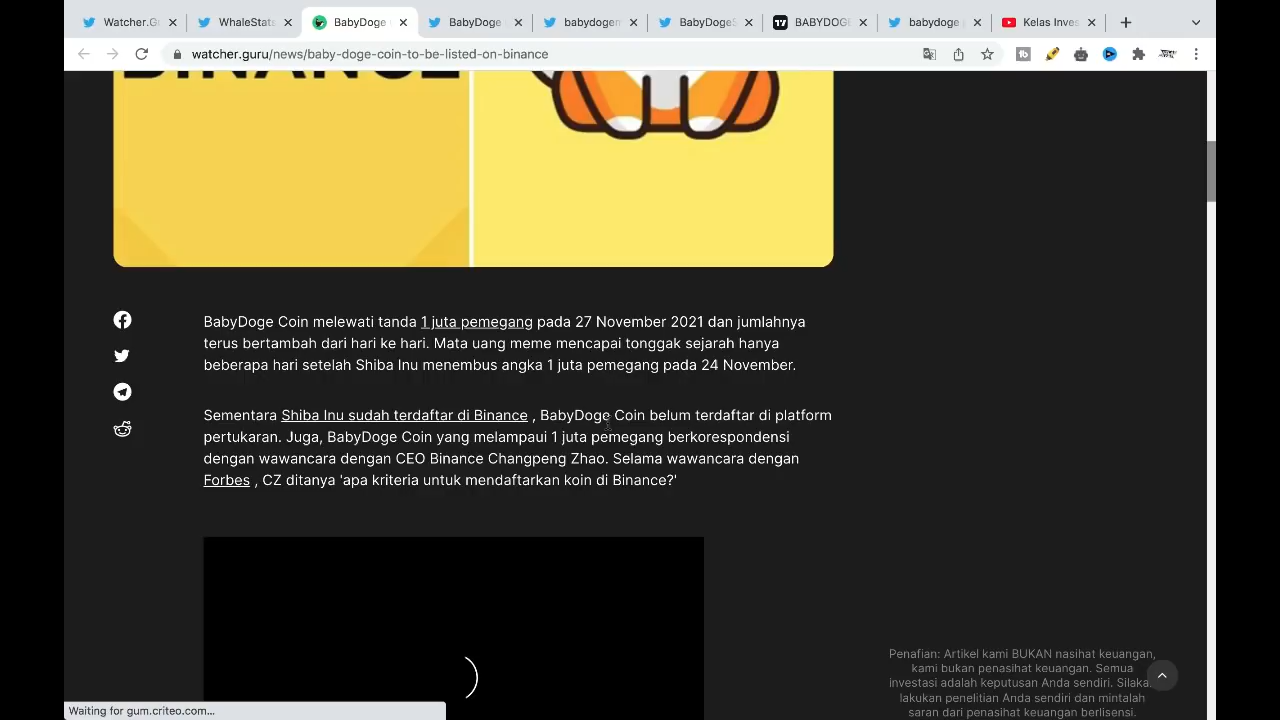 Watcher.G
WhaleStats
BabyDoge
BabyDoge
babydogem
BabyDogeS
BABYDOGE
babydoge
Kelas Inves
watcher.guru/news/baby-doge-coin-to-be-listed-on-binance
BINANCE
BabyDoge Coin melewati tanda 1 juta pemegang pada 27 November 2021 dan jumlahnya
terus bertambah dari hari ke hari. Mata uang meme mencapai tonggak sejarah hanya
beberapa hari setelah Shiba Inu menembus angka 1 juta pemegang pada 24 November.
Sementara Shiba Inu sudah terdaftar di Binance , BabyDoge Coin belum terdaftar di platform
pertukaran. Juga, BabyDoge Coin yang melampaui 1 juta pemegang berkorespondensi
dengan wawancara dengan CEO Binance Changpeng Zhao. Selama wawancara dengan
Forbes , CZ ditanya 'apa kriteria untuk mendaftarkan koin di Binance?'
Penafian: Artikel kami BUKAN nasihat keuangan,
kami bukan penasihat keuangan. Semua
investasi adalah keputusan Anda sendiri. Silaka
lakukan penelitian Anda sendiri dan mintalah
saran dari penasihat keuangan berlisensi.
Waiting for gum.criteo.com...